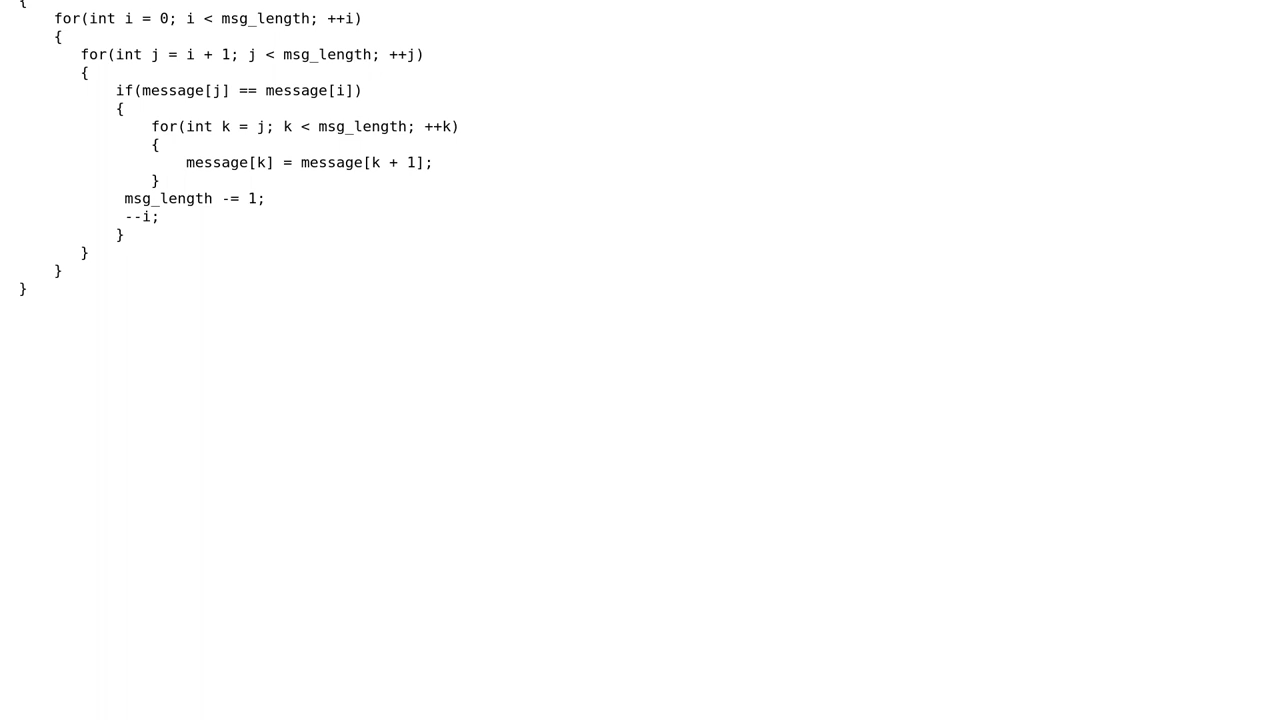 {
    for(int i = 0; i < msg_length; ++i)
    {
       for(int j = i + 1; j < msg_length; ++j)
       {
           if(message[j] == message[i])
           {
               for(int k = j; k < msg_length; ++k)
               {
                   message[k] = message[k + 1];
               }
            msg_length -= 1;
            --i;
           }
       }
    }
}